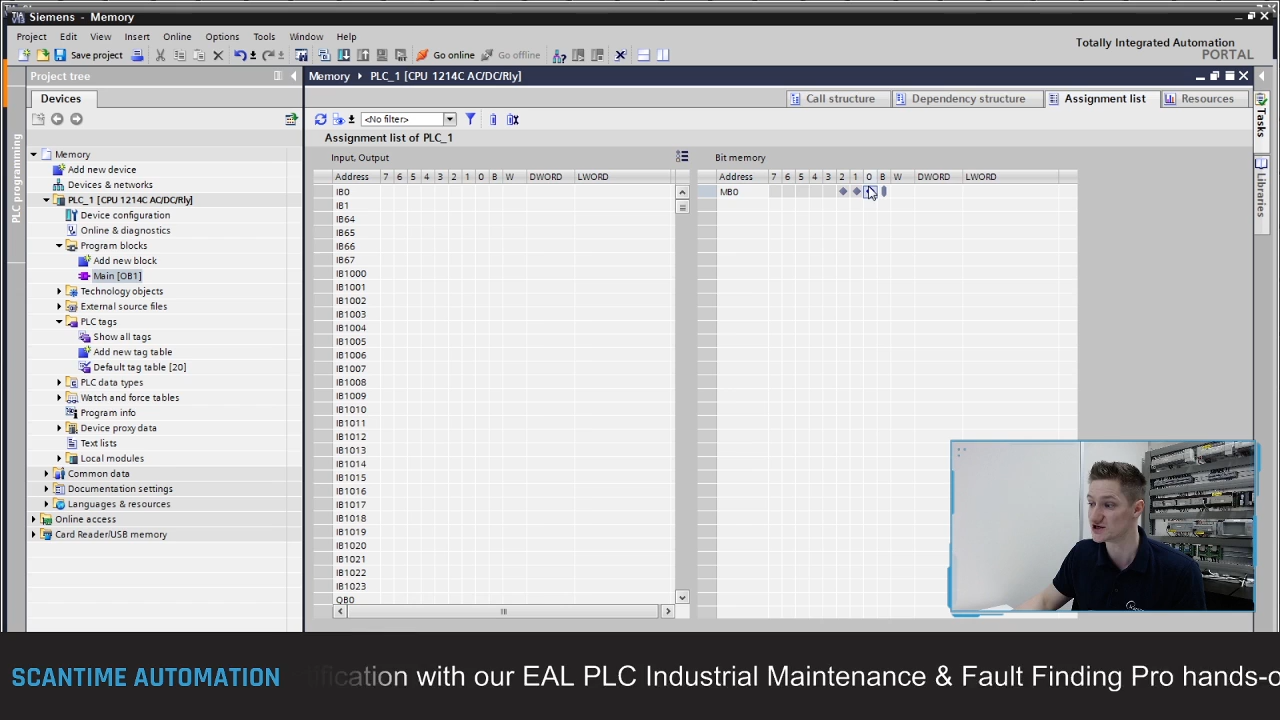 Siemens - Memory
Project Edit View Insert Online Options Tools Window Help
Totally Integrated Automation
PORTAL
Save project
Go online
Go offline
Project tree
Memory PLC_1 [CPU 1214C AC/DC/Rly]
Devices
Call structure
Dependency structure
Assignment list
Resources
PLC programming
Tasks
Libraries
<No filter>
Assignment list of PLC_1
Memory
Add new device
Devices & networks
PLC_1 [CPU 1214C AC/DC/Rly]
Device configuration
Online & diagnostics
Program blocks
Add new block
Main [OB1]
Technology objects
External source files
PLC tags
Show all tags
Add new tag table
Default tag table [20]
PLC data types
Watch and force tables
Program info
Device proxy data
Text lists
Local modules
Common data
Documentation settings
Languages & resources
Online access
Card Reader/USB memory
Input, Output
Address 7 6 5 4 3 2 1 0 B W DWORD LWORD
IB0
IB1
IB64
IB65
IB66
IB67
IB1000
IB1001
IB1002
IB1003
IB1004
IB1005
IB1006
IB1007
IB1008
IB1009
IB1010
IB1011
IB1012
IB1013
IB1014
IB1015
IB1016
IB1017
IB1018
IB1019
IB1020
IB1021
IB1022
IB1023
QB0
Bit memory
Address 7 6 5 4 3 2 1 0 B W DWORD LWORD
MB0
SCANTIME AUTOMATION
ification with our EAL PLC Industrial Maintenance & Fault Finding Pro hands-o